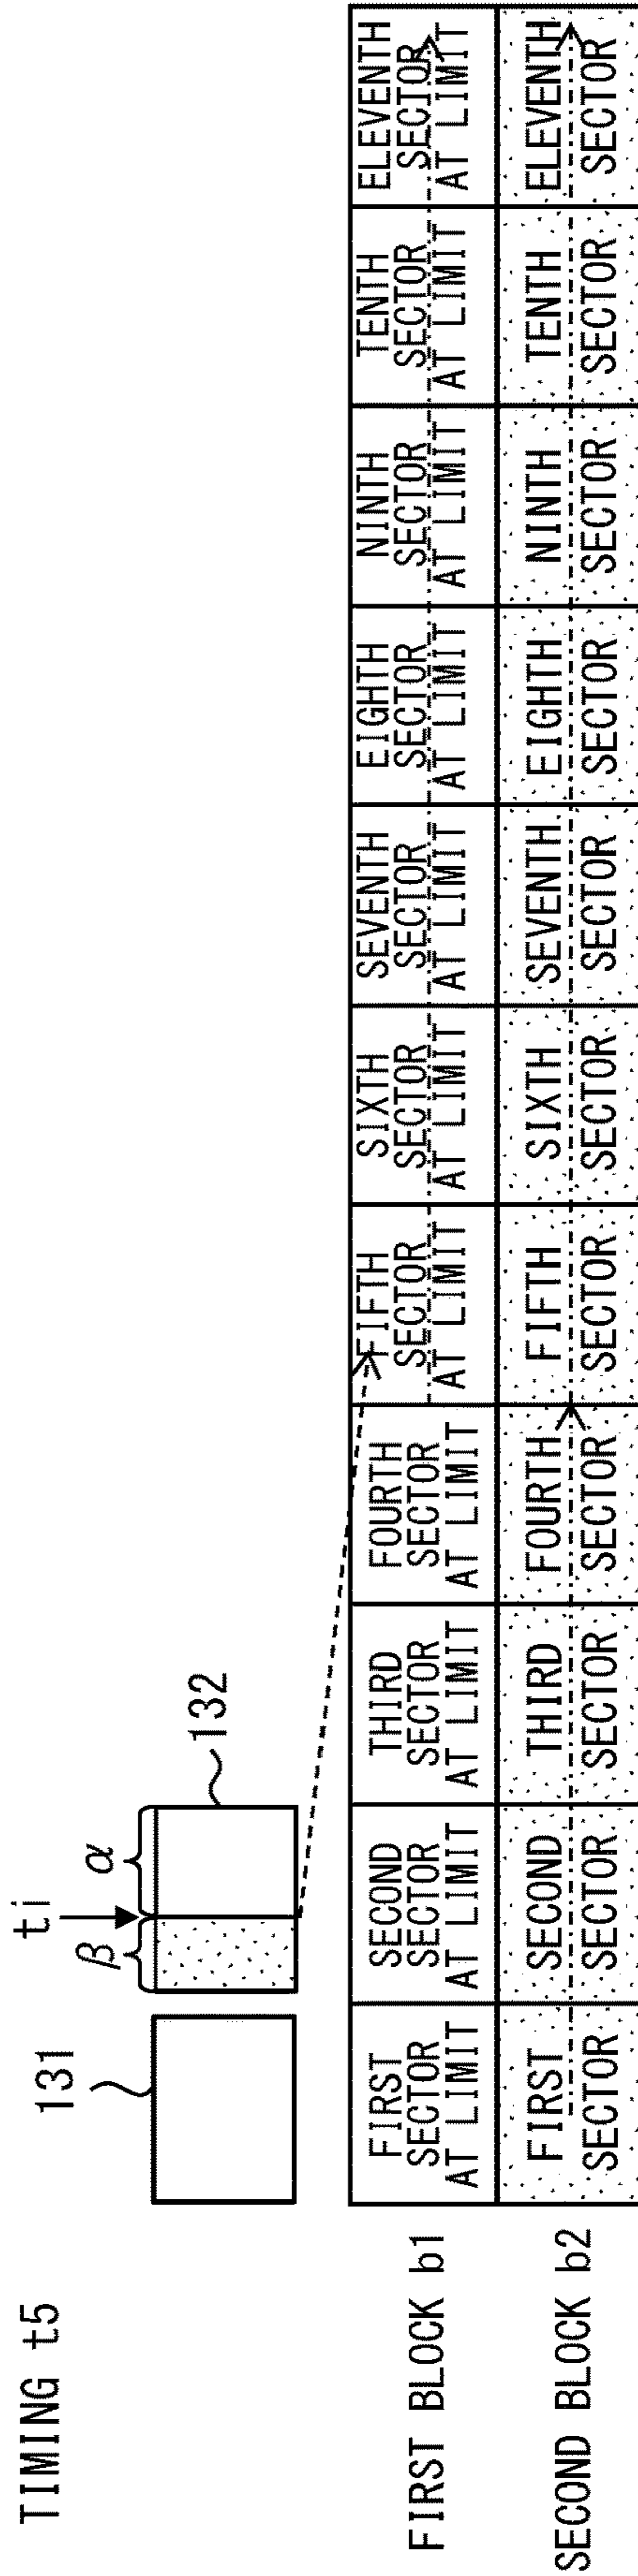 TIMING t5
131
ti
β
α
132
FIRST BLOCK b1
FIRST
SECTOR
AT LIMIT
SECOND
SECTOR
AT LIMIT
THIRD
SECTOR
AT LIMIT
FOURTH
SECTOR
AT LIMIT
FIFTH
SECTOR
AT LIMIT
SIXTH
SECTOR
AT LIMIT
SEVENTH
SECTOR
AT LIMIT
EIGHTH
SECTOR
AT LIMIT
NINTH
SECTOR
AT LIMIT
TENTH
SECTOR
AT LIMIT
ELEVENTH
SECTOR
AT LIMIT
SECOND BLOCK b2
FIRST
SECTOR
SECOND
SECTOR
THIRD
SECTOR
FOURTH
SECTOR
FIFTH
SECTOR
SIXTH
SECTOR
SEVENTH
SECTOR
EIGHTH
SECTOR
NINTH
SECTOR
TENTH
SECTOR
ELEVENTH
SECTOR